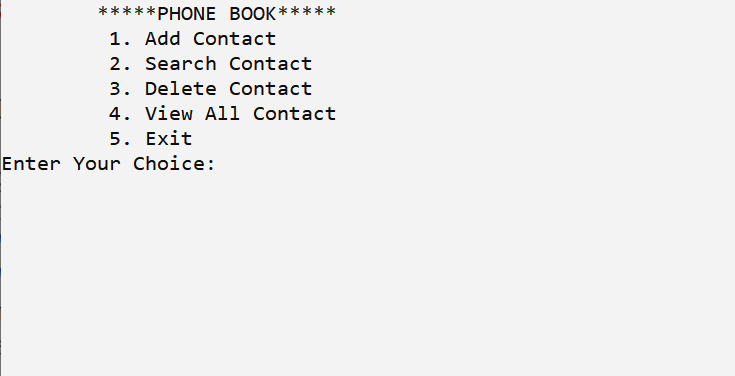 *****PHONE BOOK*****
1. Add Contact
2. Search Contact
3. Delete Contact
4. View All Contact
5. Exit
Enter Your Choice: